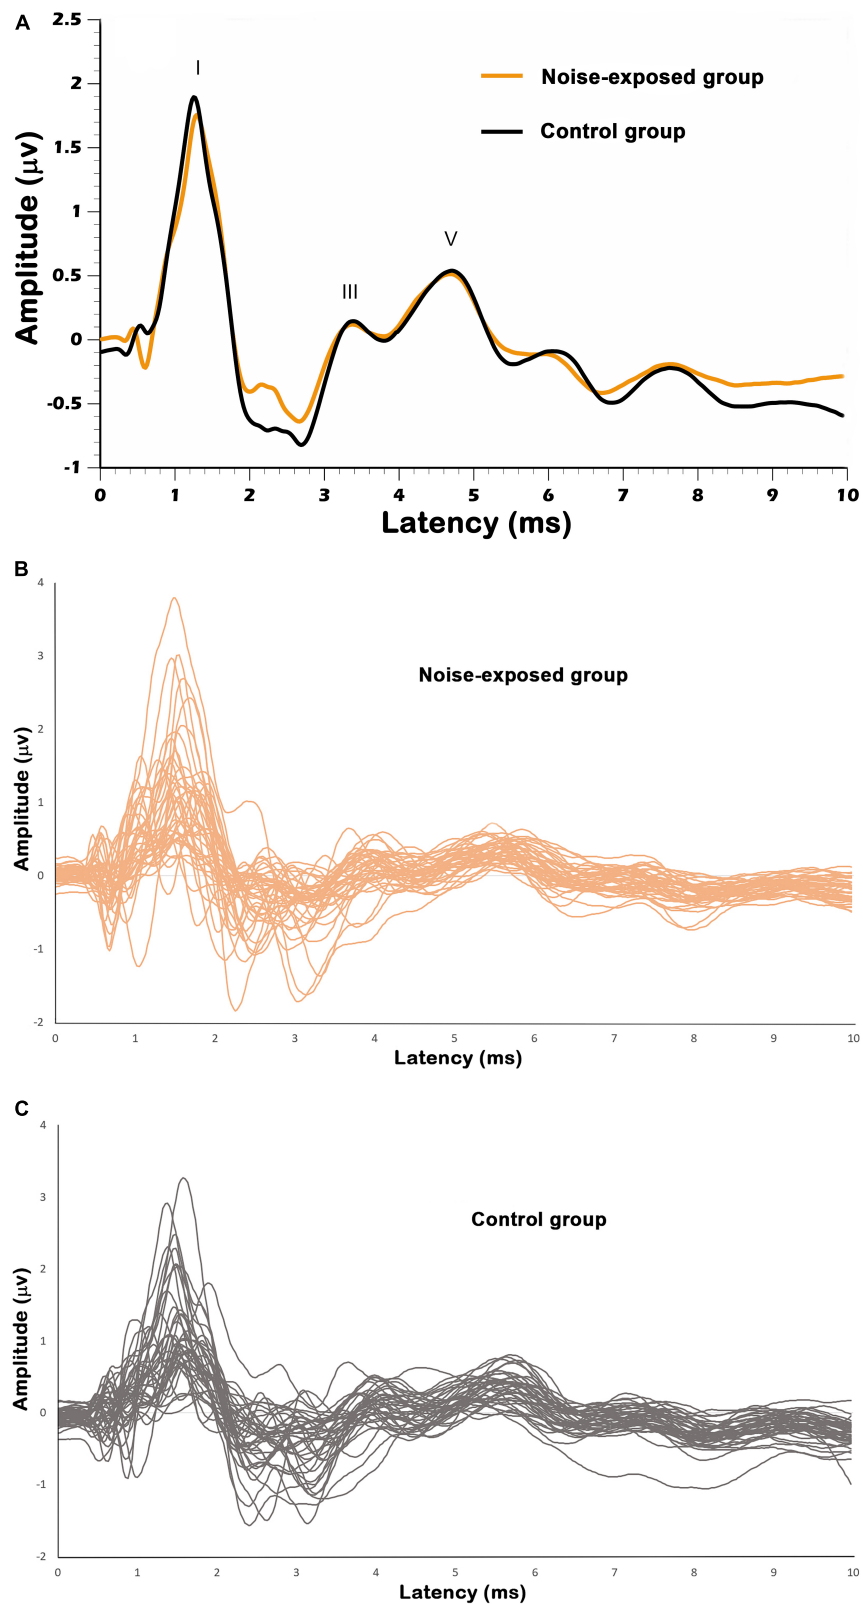 A
2.5
2
1.5
1
0.5
0
-0.5
-1
Amplitude (μv)
I
III
V
Noise-exposed group
Control group
0 1 2 3 4 5 6 7 8 9 10
Latency (ms)
B
4
3
2
1
0
-1
-2
Amplitude (μv)
Noise-exposed group
0 1 2 3 4 5 6 7 8 9 10
Latency (ms)
C
4
3
2
1
0
-1
-2
Amplitude (μv)
Control group
0 1 2 3 4 5 6 7 8 9 10
Latency (ms)